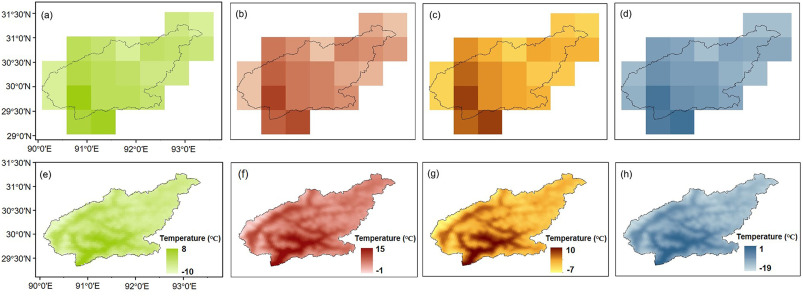 (a) (b) (c) (d)
31°30'N
31°0'N
30°30'N
30°0'N
29°30'N
29°0'N
90°0'E 91°0'E 92°0'E 93°0'E
(e) (f) (g) (h)
31°30'N
31°0'N
30°30'N
30°0'N
29°30'N
Temperature (°C) Temperature (°C) Temperature (°C) Temperature (°C)
8 15 10 1
-10 -1 -7 -19
90°0'E 91°0'E 92°0'E 93°0'E